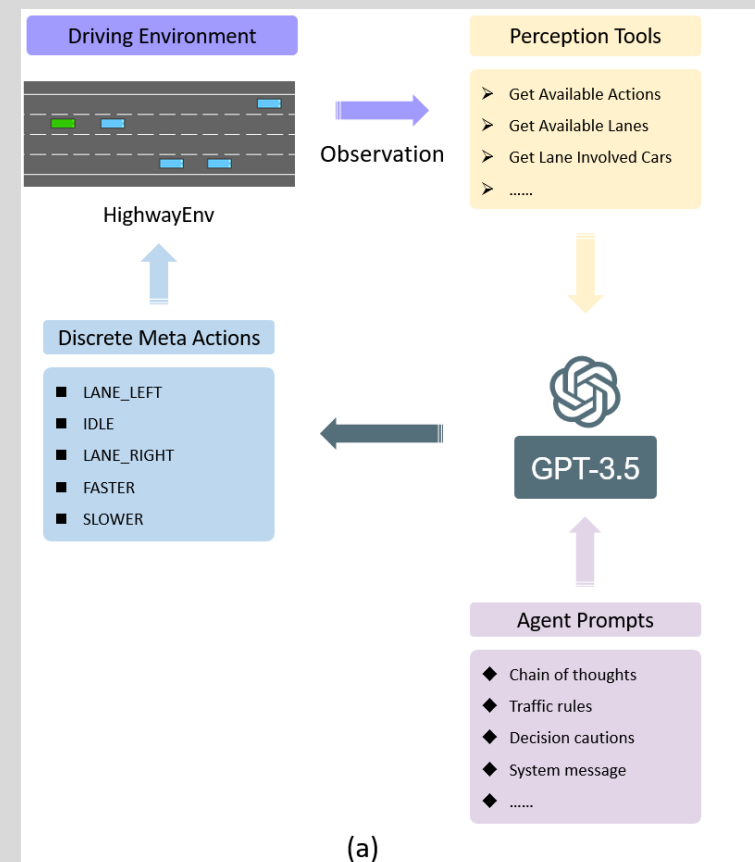 Driving Environment
Perception Tools
Get Available Actions
Get Available Lanes
Get Lane Involved Cars
......
Observation
HighwayEnv
Discrete Meta Actions
LANE_LEFT
IDLE
LANE_RIGHT
FASTER
SLOWER
GPT-3.5
Agent Prompts
Chain of thoughts
Traffic rules
Decision cautions
System message
......
(a)